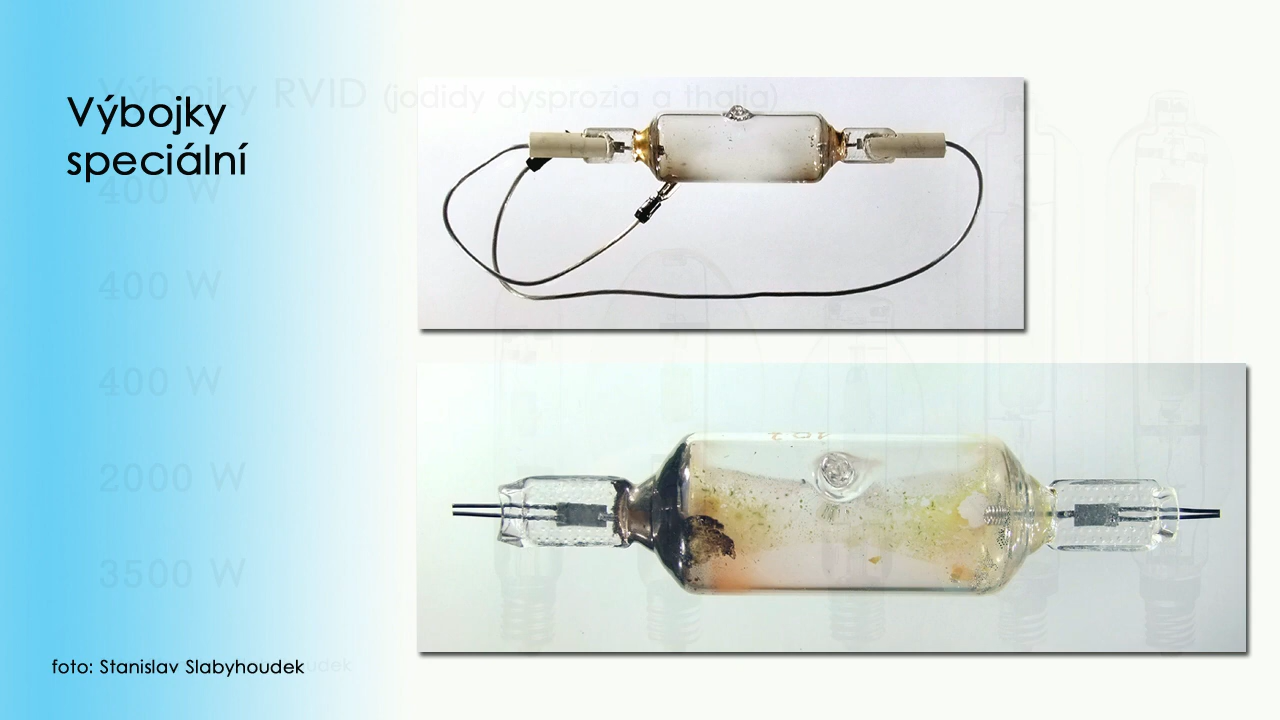 Výbojky RVID (jodidy dysprozia a thalia)
Výbojky
speciální
400 W
400 W
400 W
2000 W
3500 W
foto: Stanislav Slabyhoudek